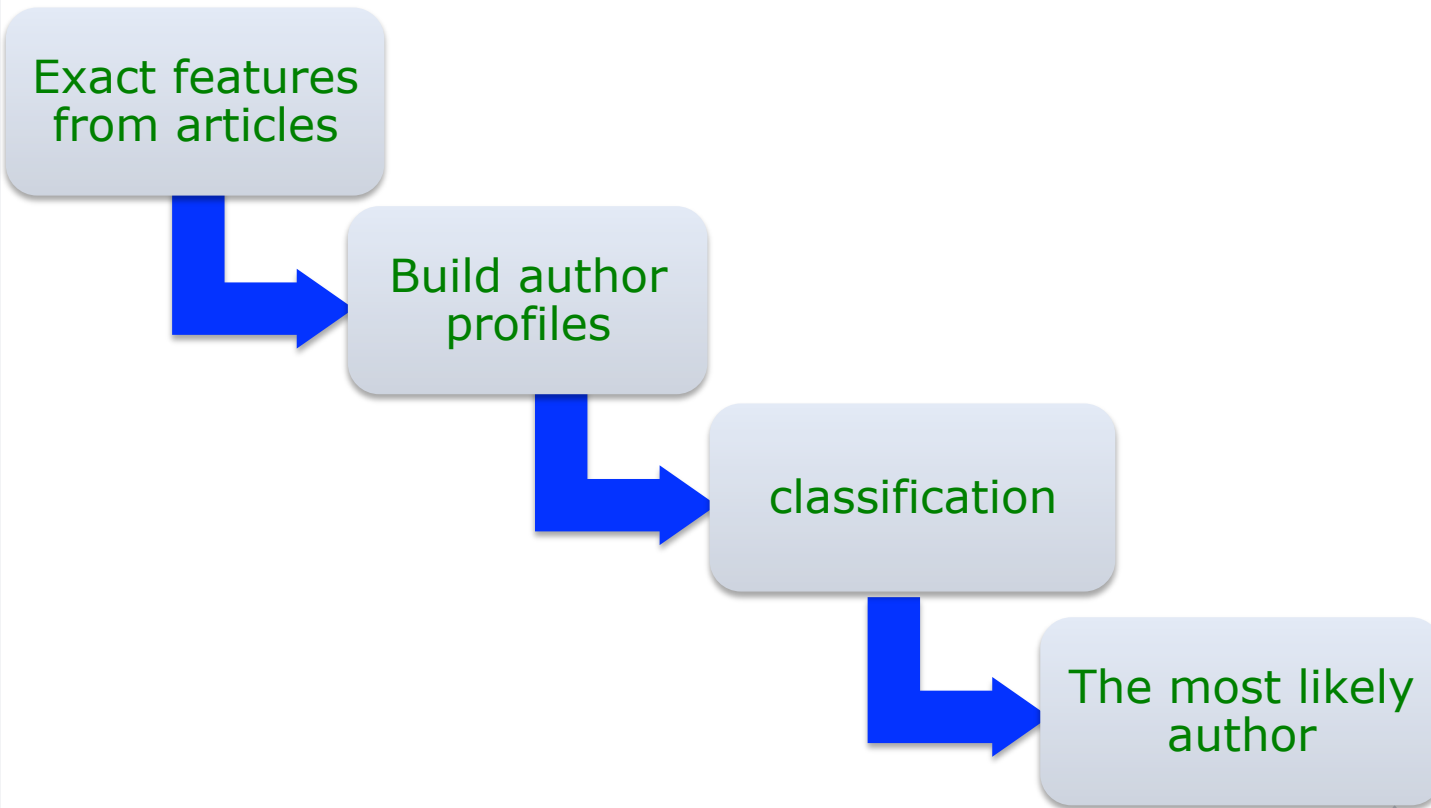 Exact features
from articles
Build author
profiles
classification
The most likely
author